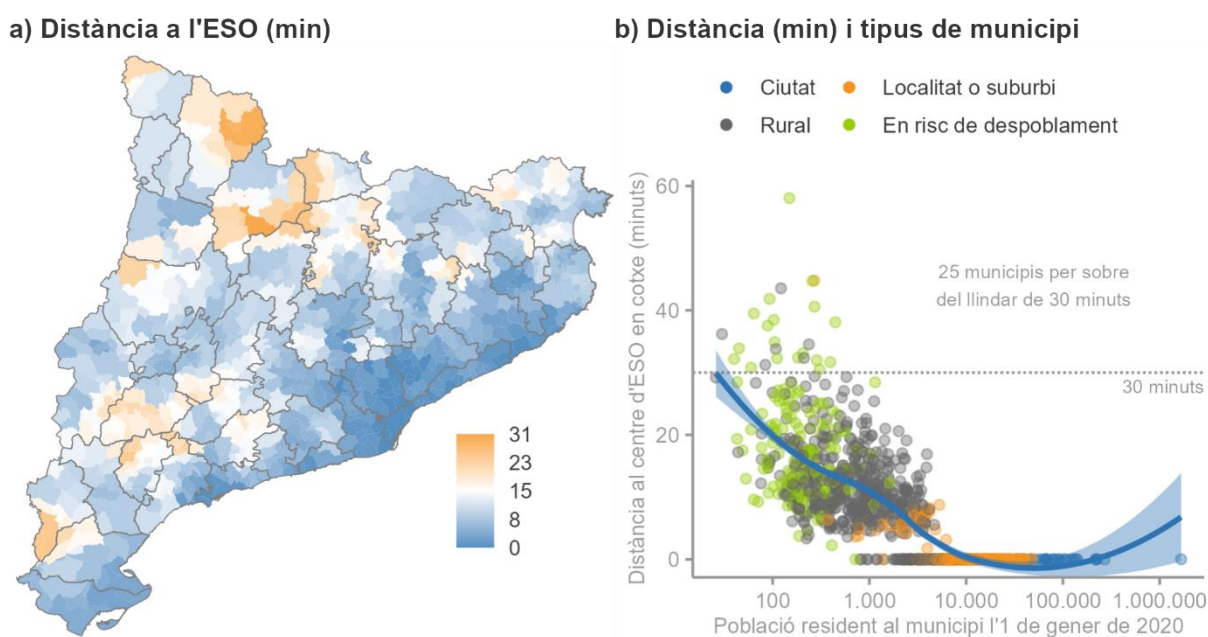 a) Distància a l'ESO (min)
31
23
15
8
0
b) Distància (min) i tipus de municipi
Ciutat
Localitat o suburbi
Rural
En risc de despoblament
Distància al centre d'ESO en cotxe (minuts)
60
40
20
0
25 municipis per sobre
del llindar de 30 minuts
30 minuts
100
1.000
10.000
100.000
1.000.000
Població resident al municipi l'1 de gener de 2020